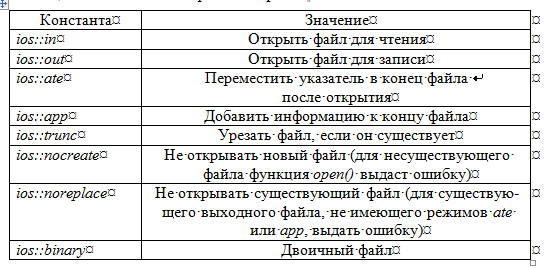 Константа Значение
ios::in Открыть файл для чтения
ios::out Открыть файл для записи
ios::ate Переместить указатель в конец файла
после открытия
ios::app Добавить информацию к концу файла
ios::trunc Урезать файл, если он существует
ios::nocreate Не открывать новый файл (для несуществующего
файла функция open() выдаст ошибку)
ios::noreplace Не открывать существующий файл (для существую-
щего выходного файла, не имеющего режимов ate
или app, выдать ошибку)
ios::binary Двоичный файл